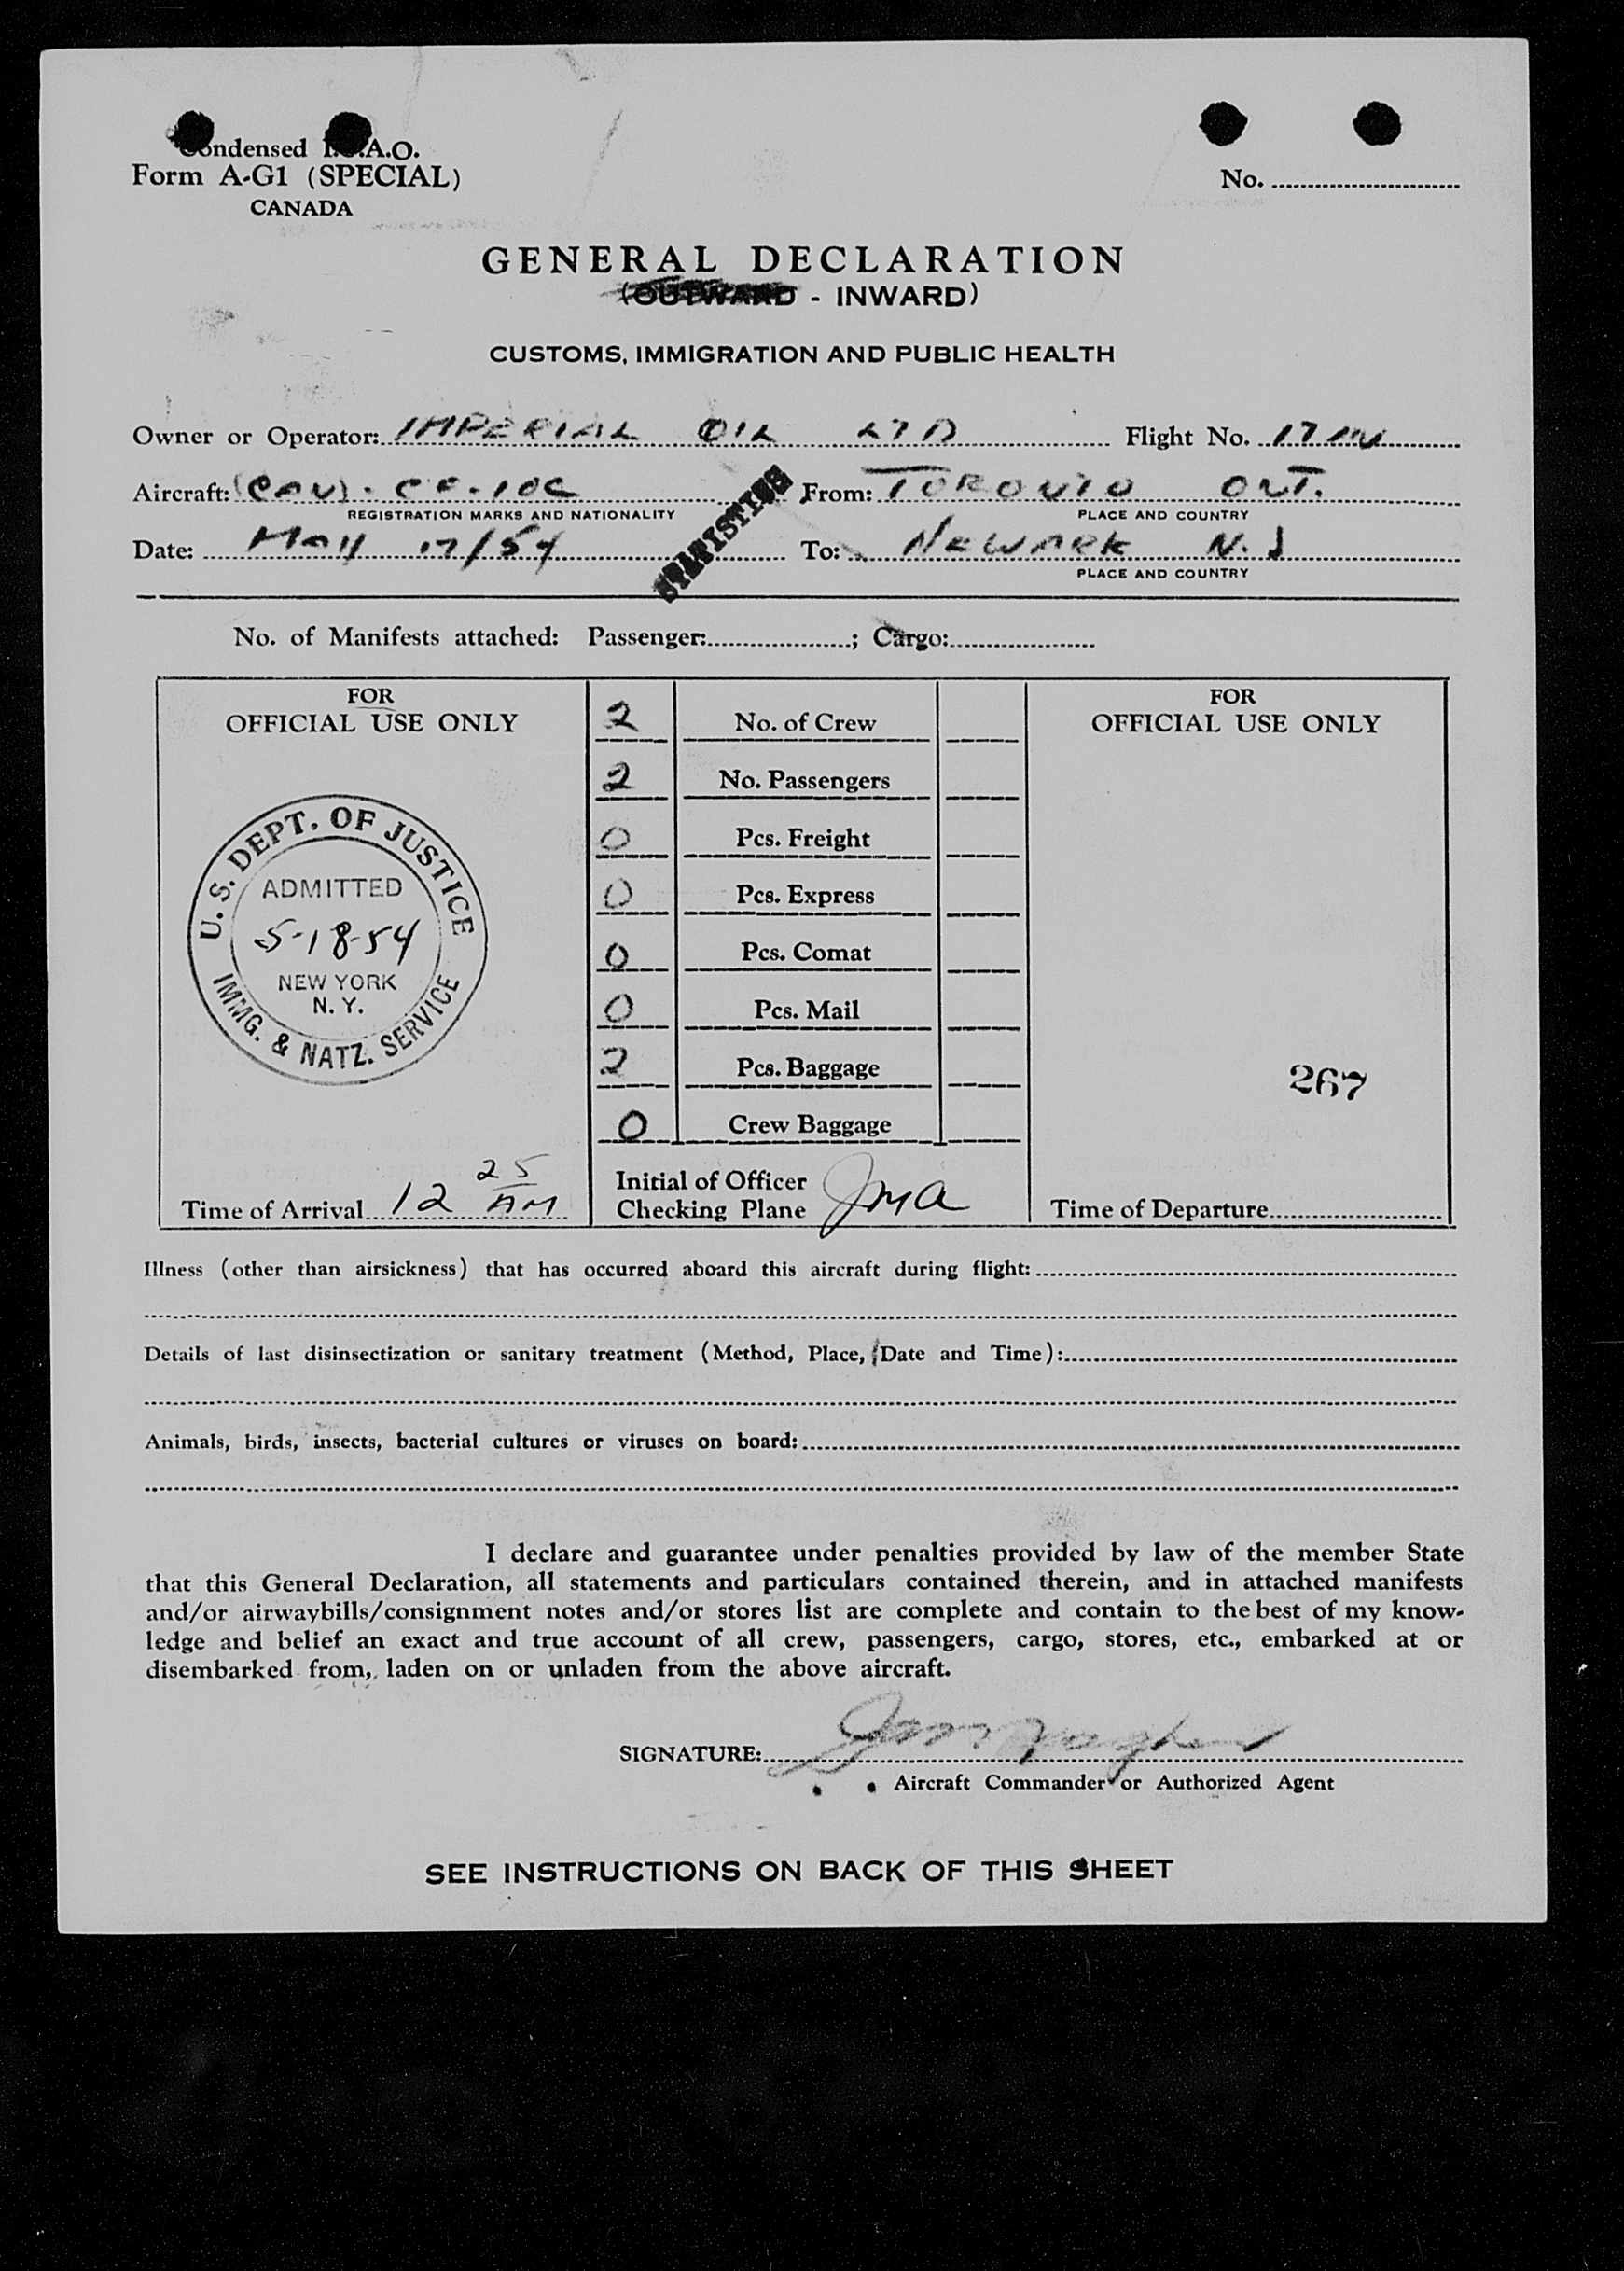 Condensed I.C.A.O.
Form A-G1 (SPECIAL)
CANADA
No.
GENERAL DECLARATION
(OUTWARD - INWARD)
CUSTOMS, IMMIGRATION AND PUBLIC HEALTH
Owner or Operator: IMPERIAL OIL LTD Flight No.
Aircraft: (CAN). CF-IOC From: TORONTO ONT.
REGISTRATION MARKS AND NATIONALITY PLACE AND COUNTRY
STATISTICS
Date: MAY 17/54 To: NEWARK N.J
PLACE AND COUNTRY
No. of Manifests attached: Passenger: ; Cargo:
FOR
OFFICIAL USE ONLY
U.S. DEPT. OF JUSTICE
ADMITTED
5-18-54
NEW YORK
N.Y.
IMMG. & NATZ. SERVICE
Time of Arrival 12 25 AM
2 No. of Crew
2 No. Passengers
0 Pcs. Freight
0 Pcs. Express
0 Pcs. Comat
0 Pcs. Mail
2 Pcs. Baggage
0 Crew Baggage
Initial of Officer
Checking Plane JMA
FOR
OFFICIAL USE ONLY
267
Time of Departure
Illness (other than airsickness) that has occurred aboard this aircraft during flight:
Details of last disinsectization or sanitary treatment (Method, Place, Date and Time):
Animals, birds, insects, bacterial cultures or viruses on board:
I declare and guarantee under penalties provided by law of the member State
that this General Declaration, all statements and particulars contained therein, and in attached manifests
and/or airwaybills/consignment notes and/or stores list are complete and contain to the best of my know-
ledge and belief an exact and true account of all crew, passengers, cargo, stores, etc., embarked at or
disembarked from, laden on or unladen from the above aircraft.
SIGNATURE:
Aircraft Commander or Authorized Agent
SEE INSTRUCTIONS ON BACK OF THIS SHEET